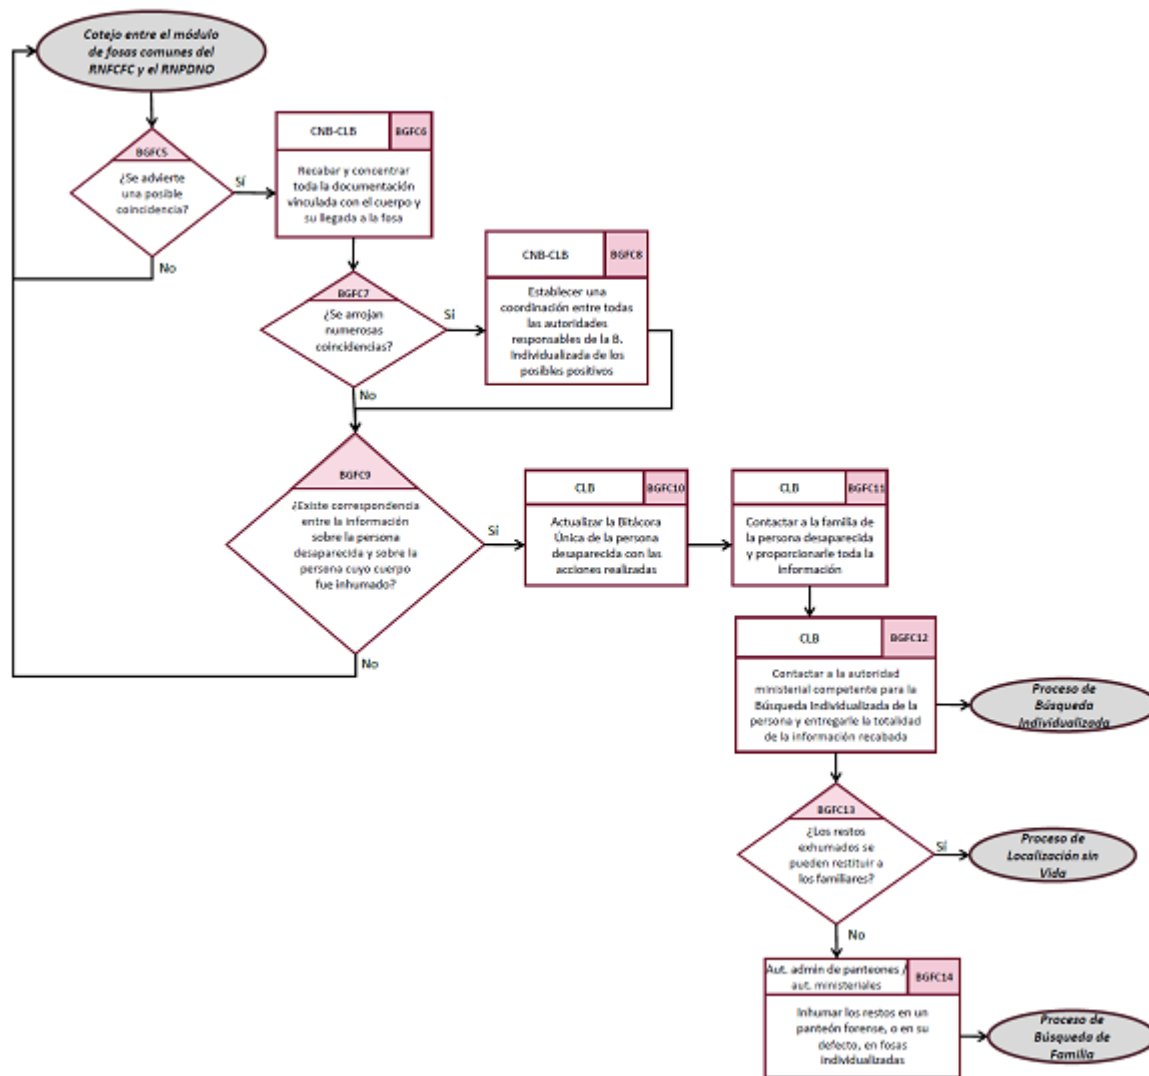 Cotejo entre el módulo
de fosas comunes del
RNFCFC y el RNPDNO
BGFC5
¿Se advierte
una posible
coincidencia?
Sí
No
CNB-CLB
BGFC6
Recabar y concentrar
toda la documentación
vinculada con el cuerpo y
su llegada a la fosa
BGFC7
¿Se arrojan
numerosas
coincidencias?
Sí
No
CNB-CLB
BGFC8
Establecer una
coordinación entre todas
las autoridades
responsables de la B.
Individualizada de los
posibles positivos
BGFC9
¿Existe correspondencia
entre la información
sobre la persona
desaparecida y sobre la
persona cuyo cuerpo
fue inhumado?
Sí
No
CLB
BGFC10
Actualizar la Bitácora
Única de la persona
desaparecida con las
acciones realizadas
CLB
BGFC11
Contactar a la familia de
la persona desaparecida
y proporcionarle toda la
información
CLB
BGFC12
Contactar a la autoridad
ministerial competente para la
Búsqueda Individualizada de la
persona y entregarle la totalidad
de la información recabada
Proceso de
Búsqueda
Individualizada
BGFC13
¿Los restos
exhumados se
pueden restituir a
los familiares?
Sí
No
Proceso de
Localización sin
Vida
Aut. admin de panteones /
aut. ministeriales
BGFC14
Inhumar los restos en un
panteón forense, o en su
defecto, en fosas
individualizadas
Proceso de
Búsqueda de
Familia